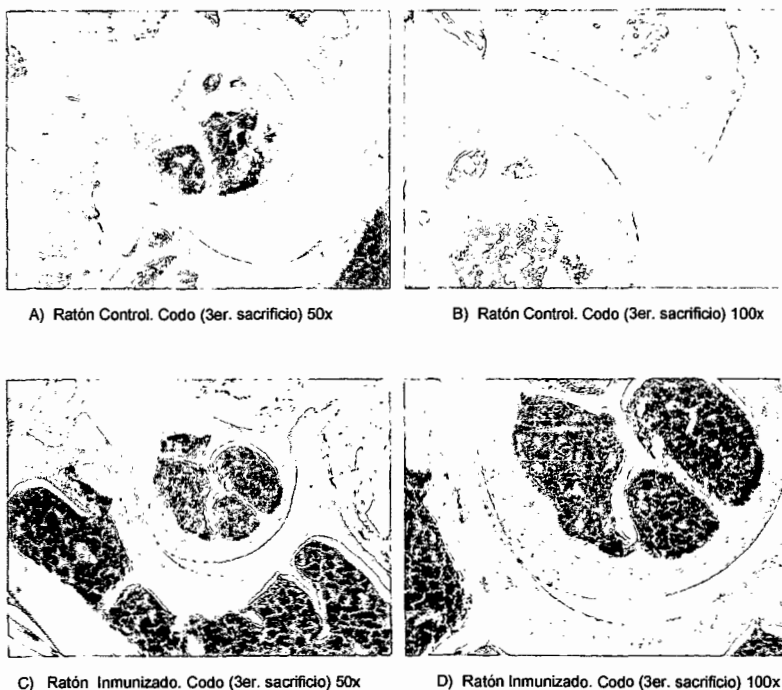 A) Ratón Control. Codo (3er. sacrificio) 50x
B) Ratón Control. Codo (3er. sacrificio) 100x
C) Ratón Inmunizado. Codo (3er. sacrificio) 50x
D) Ratón Inmunizado. Codo (3er. sacrificio) 100x